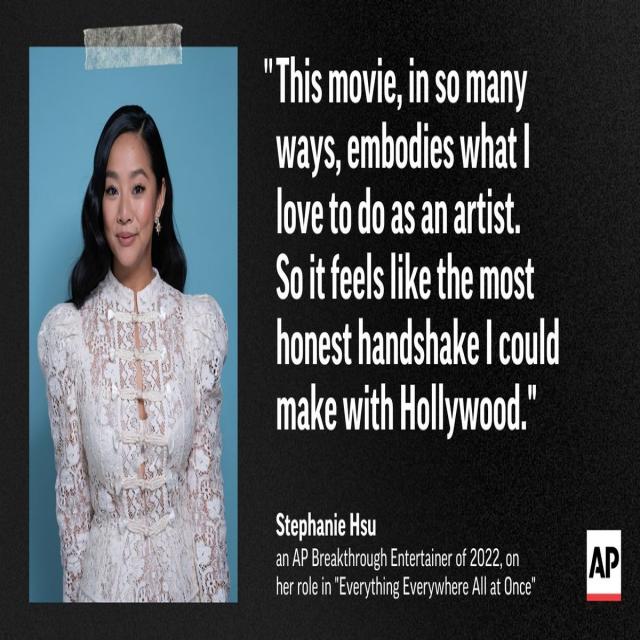 "This movie, in so many
ways, embodies what I
love to do as an artist.
So it feels like the most
honest handshake I could
make with Hollywood."
Stephanie Hsu
an AP Breakthrough Entertainer of 2022, on
her role in "Everything Everywhere All at Once"
AP